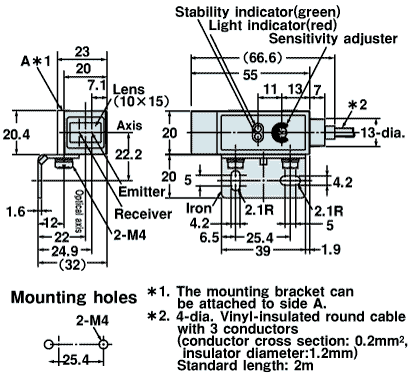 Stability indicator(green)
Light indicator(red)
Sensitivity adjuster
23
(66.6)
A*1
20
55
7.1
Lens
(10×15)
11
13
7
*2
Axis
20.4
20
13-dia.
22.2
20
5
4.2
Emitter
Optical axis
Receiver
Iron
2.1R
2.1R
1.6
12
2-M4
4.2
5
22
6.5
25.4
24.9
39
1.9
(32)
Mounting holes
2-M4
25.4
*1. The mounting bracket can
be attached to side A.
*2. 4-dia. Vinyl-insulated round cable
with 3 conductors
(conductor cross section: 0.2mm²,
insulator diameter:1.2mm)
Standard length: 2m